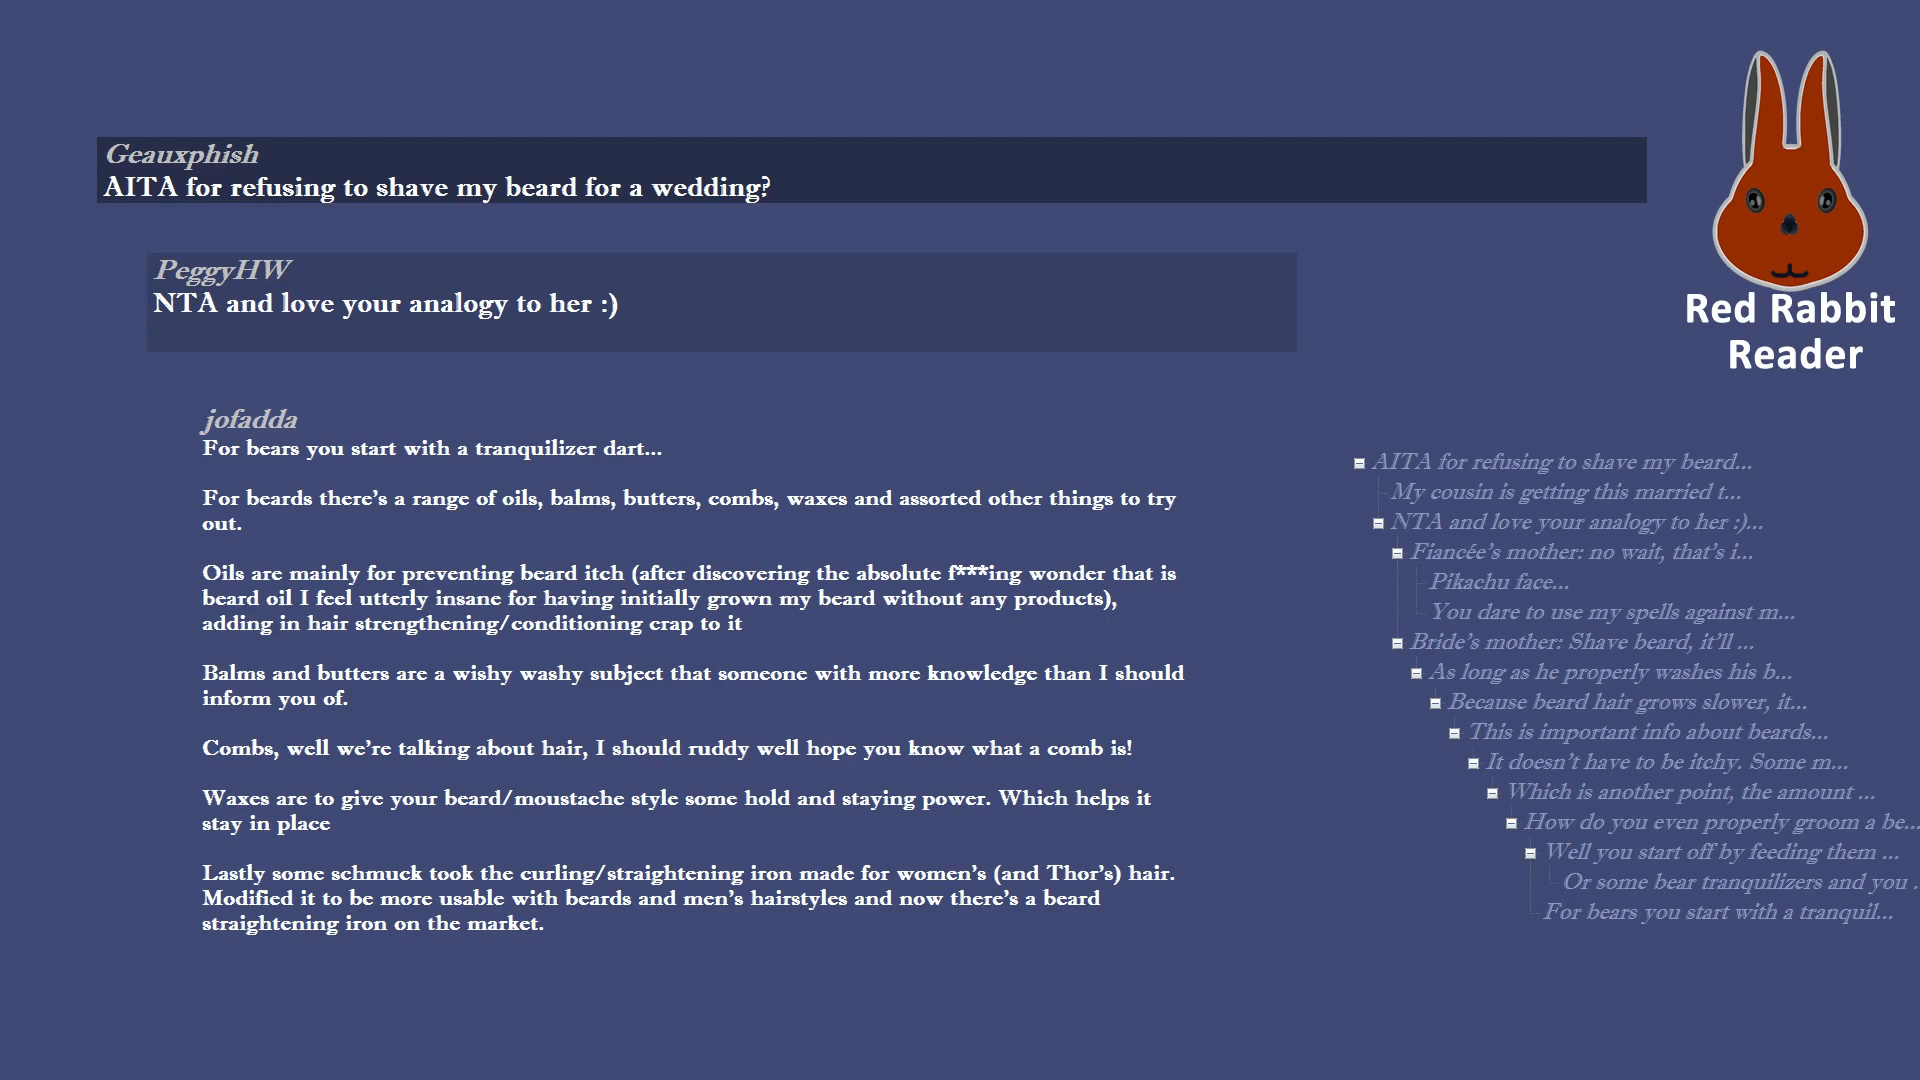 Geauxphish
AITA for refusing to shave my beard for a wedding?
PeggyHW
NTA and love your analogy to her :)
Red Rabbit
Reader
jofadda
For bears you start with a tranquilizer dart...
For beards there's a range of oils, balms, butters, combs, waxes and assorted other things to try
out.
Oils are mainly for preventing beard itch (after discovering the absolute f***ing wonder that is
beard oil I feel utterly insane for having initially grown my beard without any products),
adding in hair strengthening/conditioning crap to it
Balms and butters are a wishy washy subject that someone with more knowledge than I should
inform you of.
Combs, well we're talking about hair, I should ruddy well hope you know what a comb is!
Waxes are to give your beard/moustache style some hold and staying power. Which helps it
stay in place
Lastly some schmuck took the curling/straightening iron made for women's (and Thor's) hair.
Modified it to be more usable with beards and men's hairstyles and now there's a beard
straightening iron on the market.
AITA for refusing to shave my beard...
My cousin is getting this married t...
NTA and love your analogy to her :)...
Fiancée's mother: no wait, that's i...
Pikachu face...
You dare to use my spells against m...
Bride's mother: Shave beard, it'll ...
As long as he properly washes his b...
Because beard hair grows slower, it...
This is important info about beards...
It doesn't have to be itchy. Some m...
Which is another point, the amount ...
How do you even properly groom a be...
Well you start off by feeding them ...
Or some bear tranquilizers and you .
For bears you start with a tranquil...